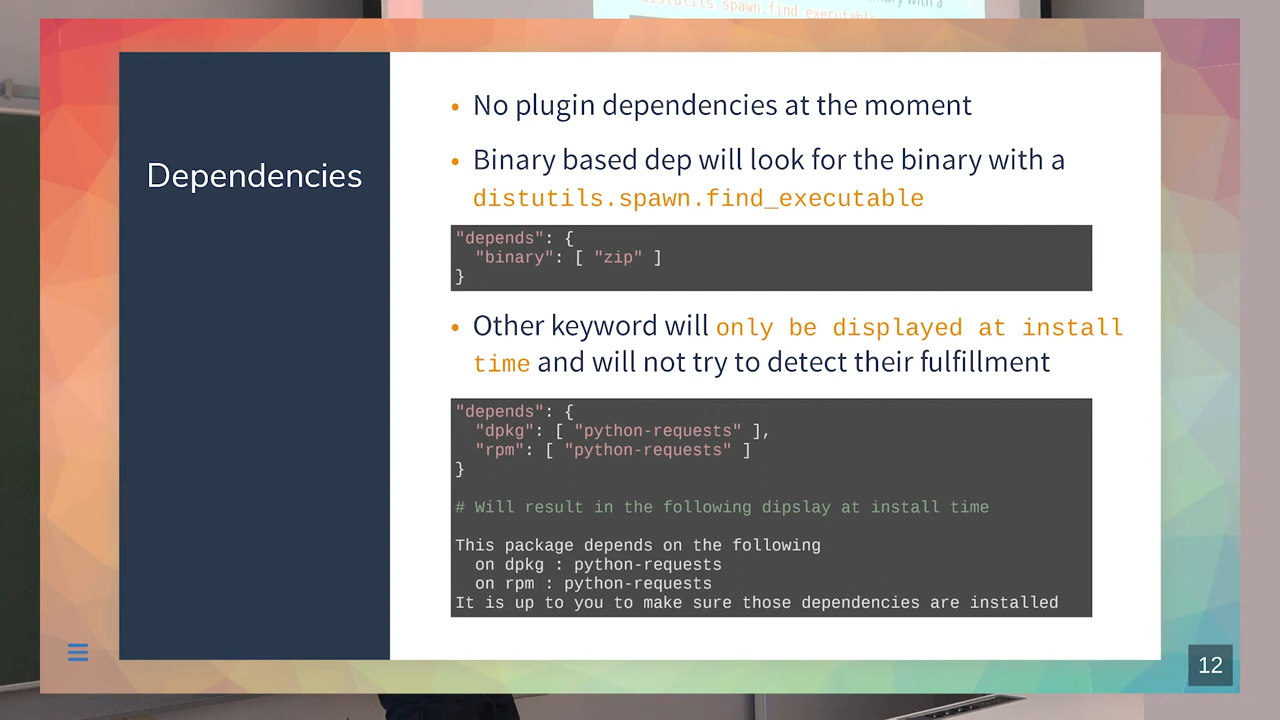 distutils.spawn.find_executable
Dependencies
• No plugin dependencies at the moment
• Binary based dep will look for the binary with a
distutils.spawn.find_executable
"depends": {
  "binary": [ "zip" ]
}
• Other keyword will only be displayed at install
time and will not try to detect their fulfillment
"depends": {
  "dpkg": [ "python-requests" ],
  "rpm": [ "python-requests" ]
}
# Will result in the following dipslay at install time
This package depends on the following
  on dpkg : python-requests
  on rpm : python-requests
It is up to you to make sure those dependencies are installed
12